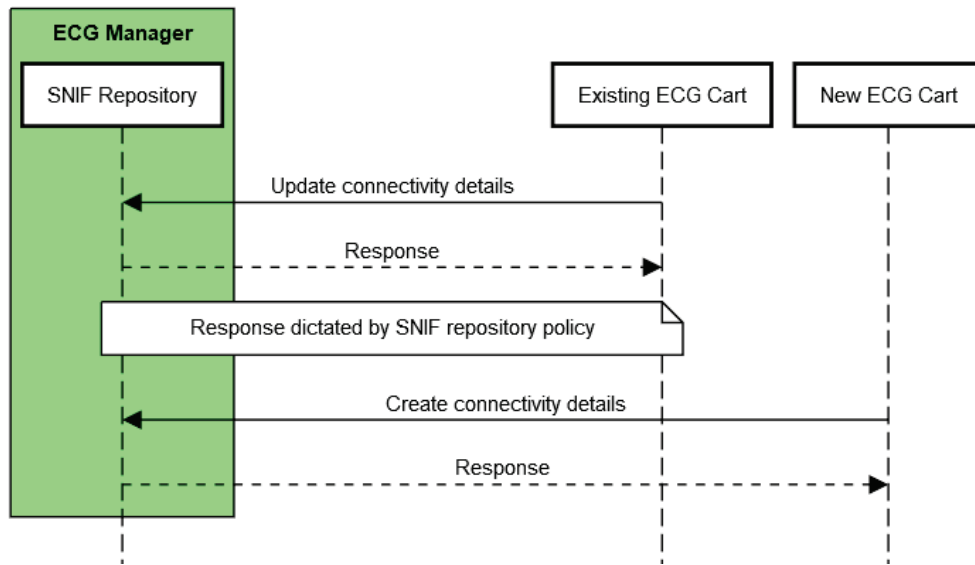 ECG Manager
SNIF Repository
Existing ECG Cart
New ECG Cart
Update connectivity details
Response
Response dictated by SNIF repository policy
Create connectivity details
Response